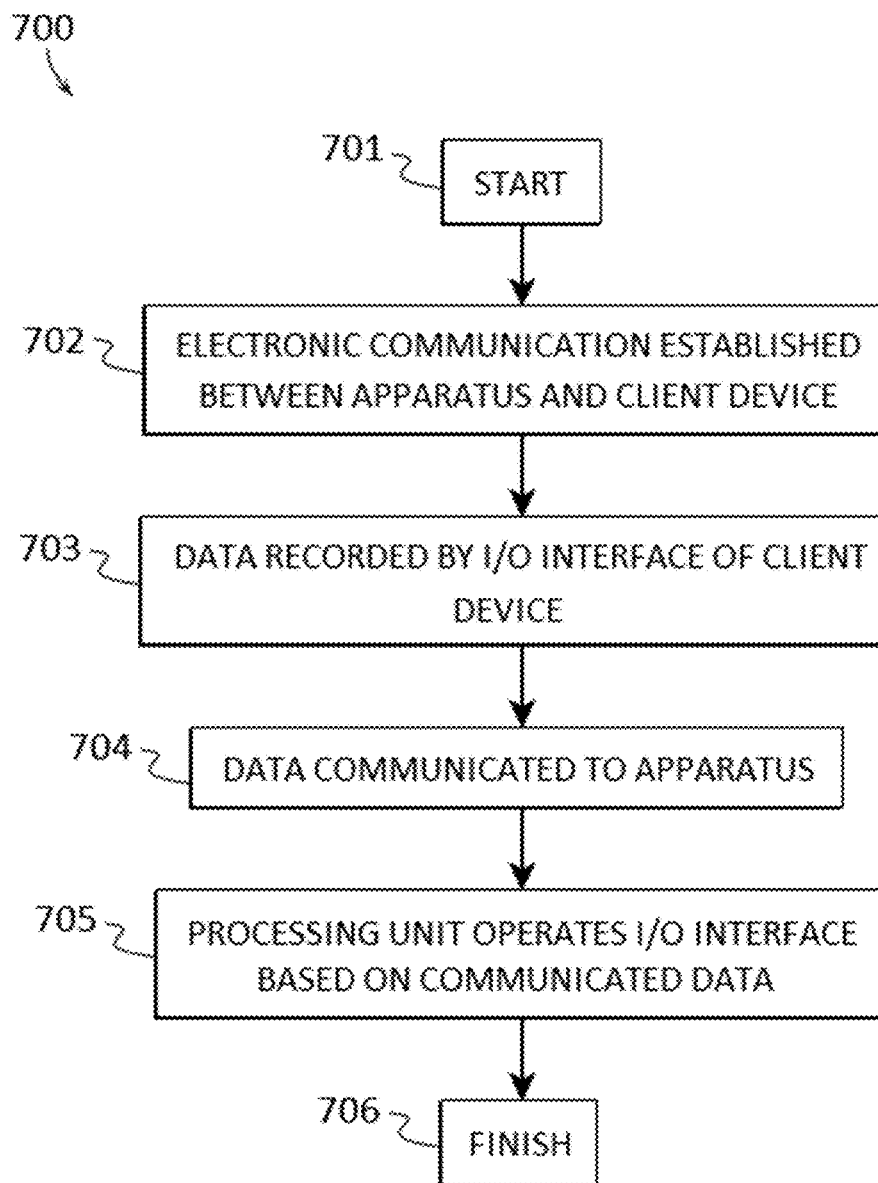 700
701
START
702
ELECTRONIC COMMUNICATION ESTABLISHED
BETWEEN APPARATUS AND CLIENT DEVICE
703
DATA RECORDED BY I/O INTERFACE OF CLIENT
DEVICE
704
DATA COMMUNICATED TO APPARATUS
705
PROCESSING UNIT OPERATES I/O INTERFACE
BASED ON COMMUNICATED DATA
706
FINISH